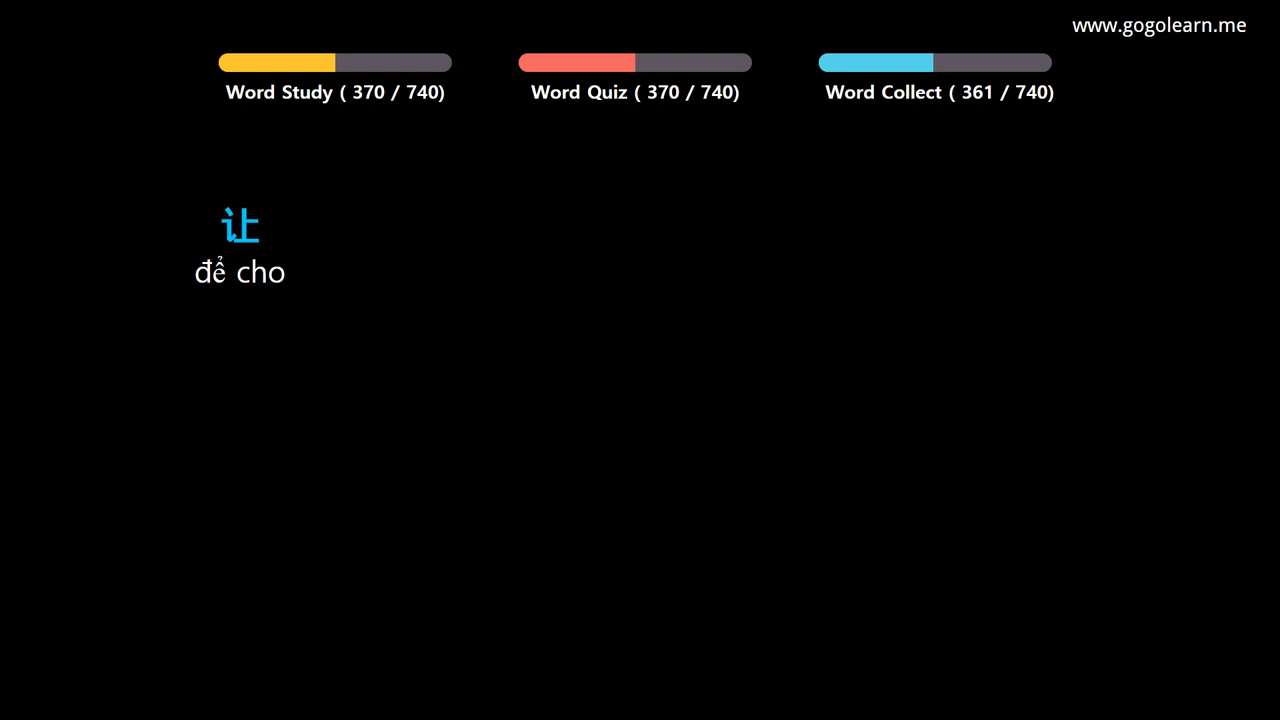 www.gogolearn.me
Word Study ( 370 / 740)
Word Quiz ( 370 / 740)
Word Collect ( 361 / 740)
让
để cho